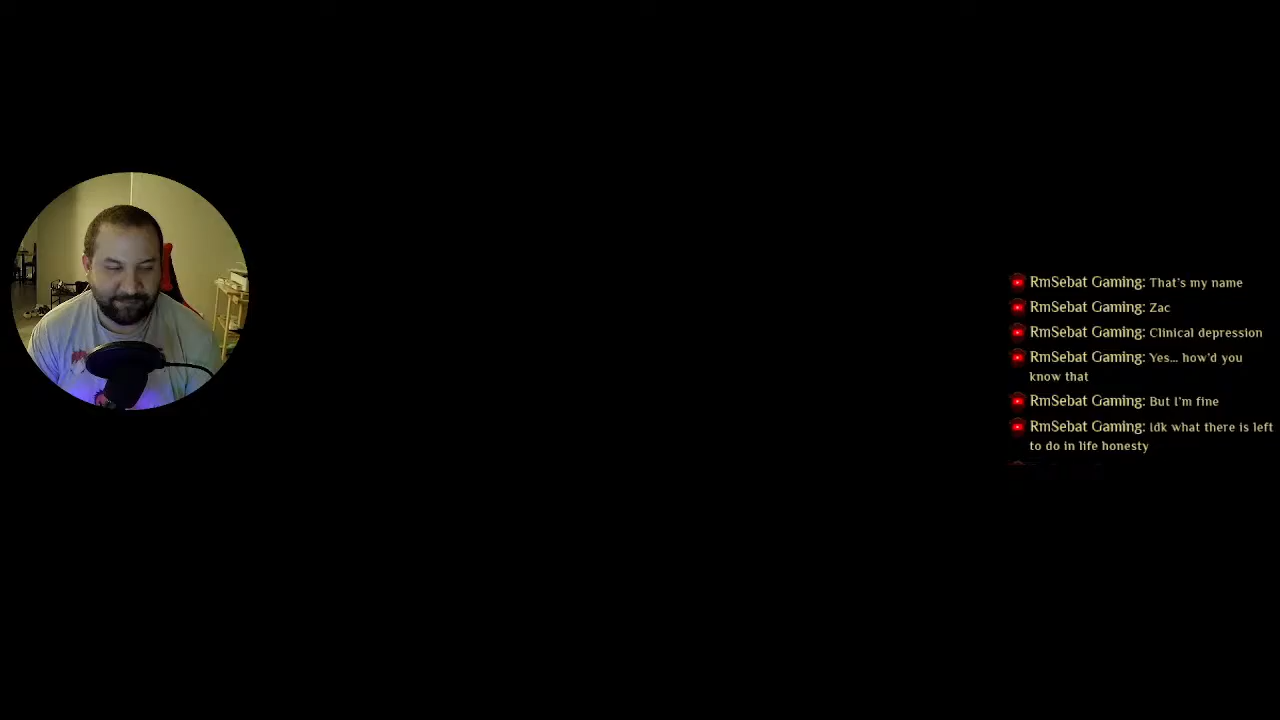 RmSebat Gaming: That's my name
RmSebat Gaming: Zac
RmSebat Gaming: Clinical depression
RmSebat Gaming: Yes... how'd you
know that
RmSebat Gaming: But I'm fine
RmSebat Gaming: Idk what there is left
to do in life honesty